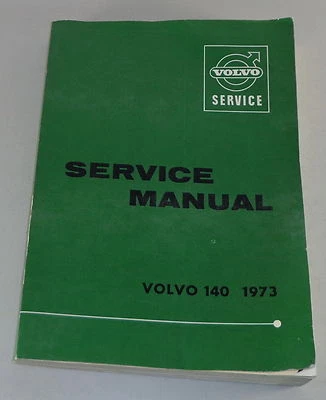 VOLVO
SERVICE
SERVICE
MANUAL
VOLVO 140 1973